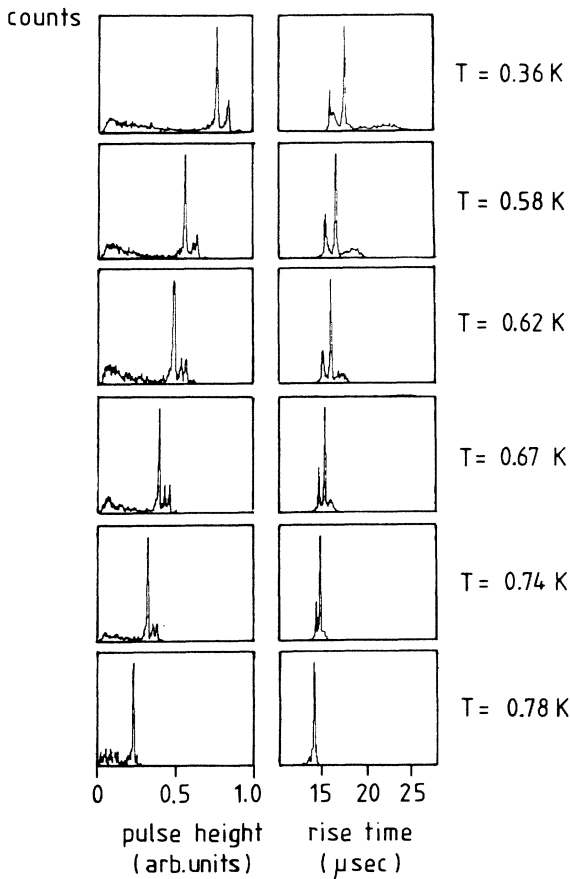 counts
T = 0.36 K
T = 0.58 K
T = 0.62 K
T = 0.67 K
T = 0.74 K
T = 0.78 K
0 0.5 1.0 15 20 25
pulse height
(arb.units)
rise time
(μsec)